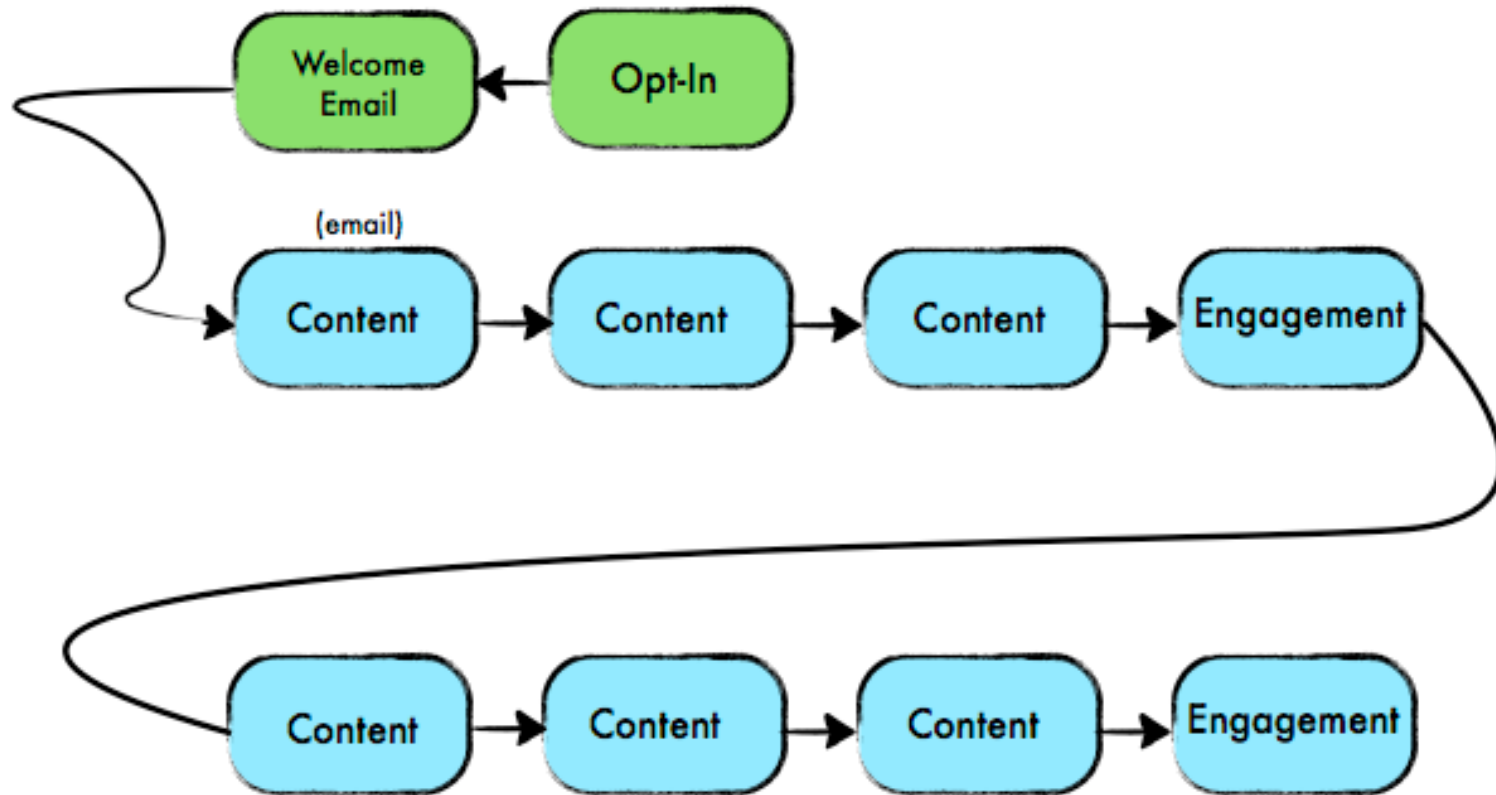 Welcome
Email
Opt-In
(email)
Content
Content
Content
Engagement
Content
Content
Content
Engagement